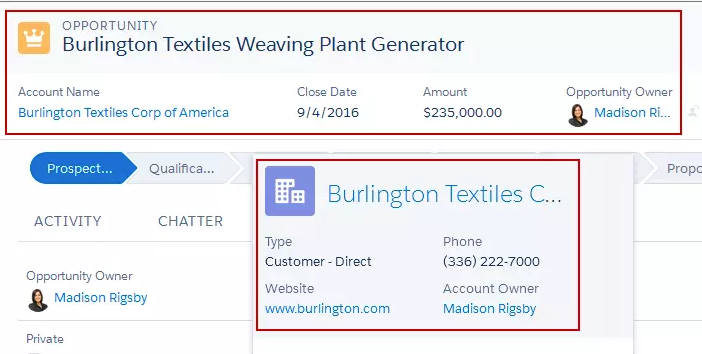 OPPORTUNITY
Burlington Textiles Weaving Plant Generator
Account Name Close Date Amount Opportunity Owner
Burlington Textiles Corp of America 9/4/2016 $235,000.00 Madison Ri...
Prospect... Qualifica... Propo
Burlington Textiles C...
ACTIVITY CHATTER
Type Phone
Customer - Direct (336) 222-7000
Website Account Owner
www.burlington.com Madison Rigsby
Opportunity Owner
Madison Rigsby
Private